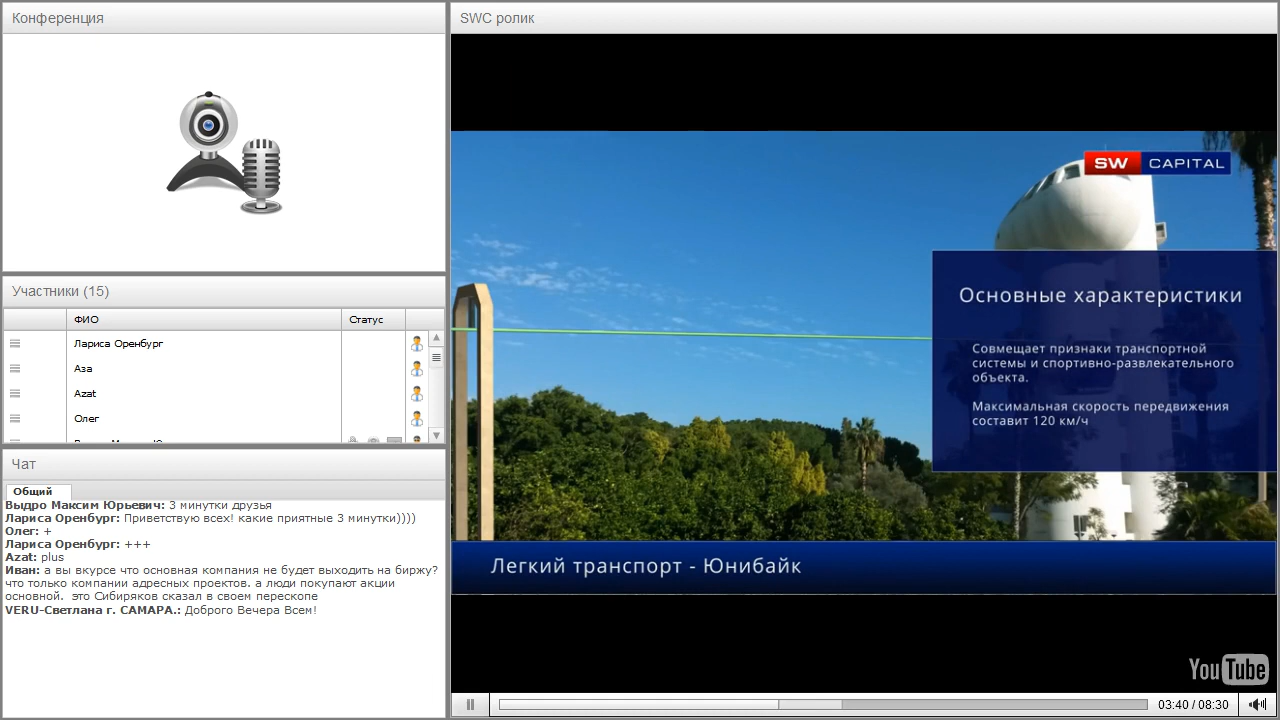 Конференция
SWC ролик
Участники (15)
ФИО
Статус
Лариса Оренбург
Аза
Azat
Олег
Чат
Общий
Выдро Максим Юрьевич: 3 минутки друзья
Лариса Оренбург: Приветствую всех! какие приятные 3 минутки))))
Олег: +
Лариса Оренбург: +++
Azat: plus
Иван: а вы вкурсе что основная компания не будет выходить на биржу?
что только компании адресных проектов. а люди покупают акции
основной.  это Сибиряков сказал в своем перескопе
VERU-Светлана г. САМАРА.: Доброго Вечера Всем!
SW CAPITAL
Основные характеристики
Совмещает признаки транспортной
системы и спортивно-развлекательного
объекта.
Максимальная скорость передвижения
составит 120 км/ч
Легкий транспорт - Юнибайк
YouTube
03:40 / 08:30